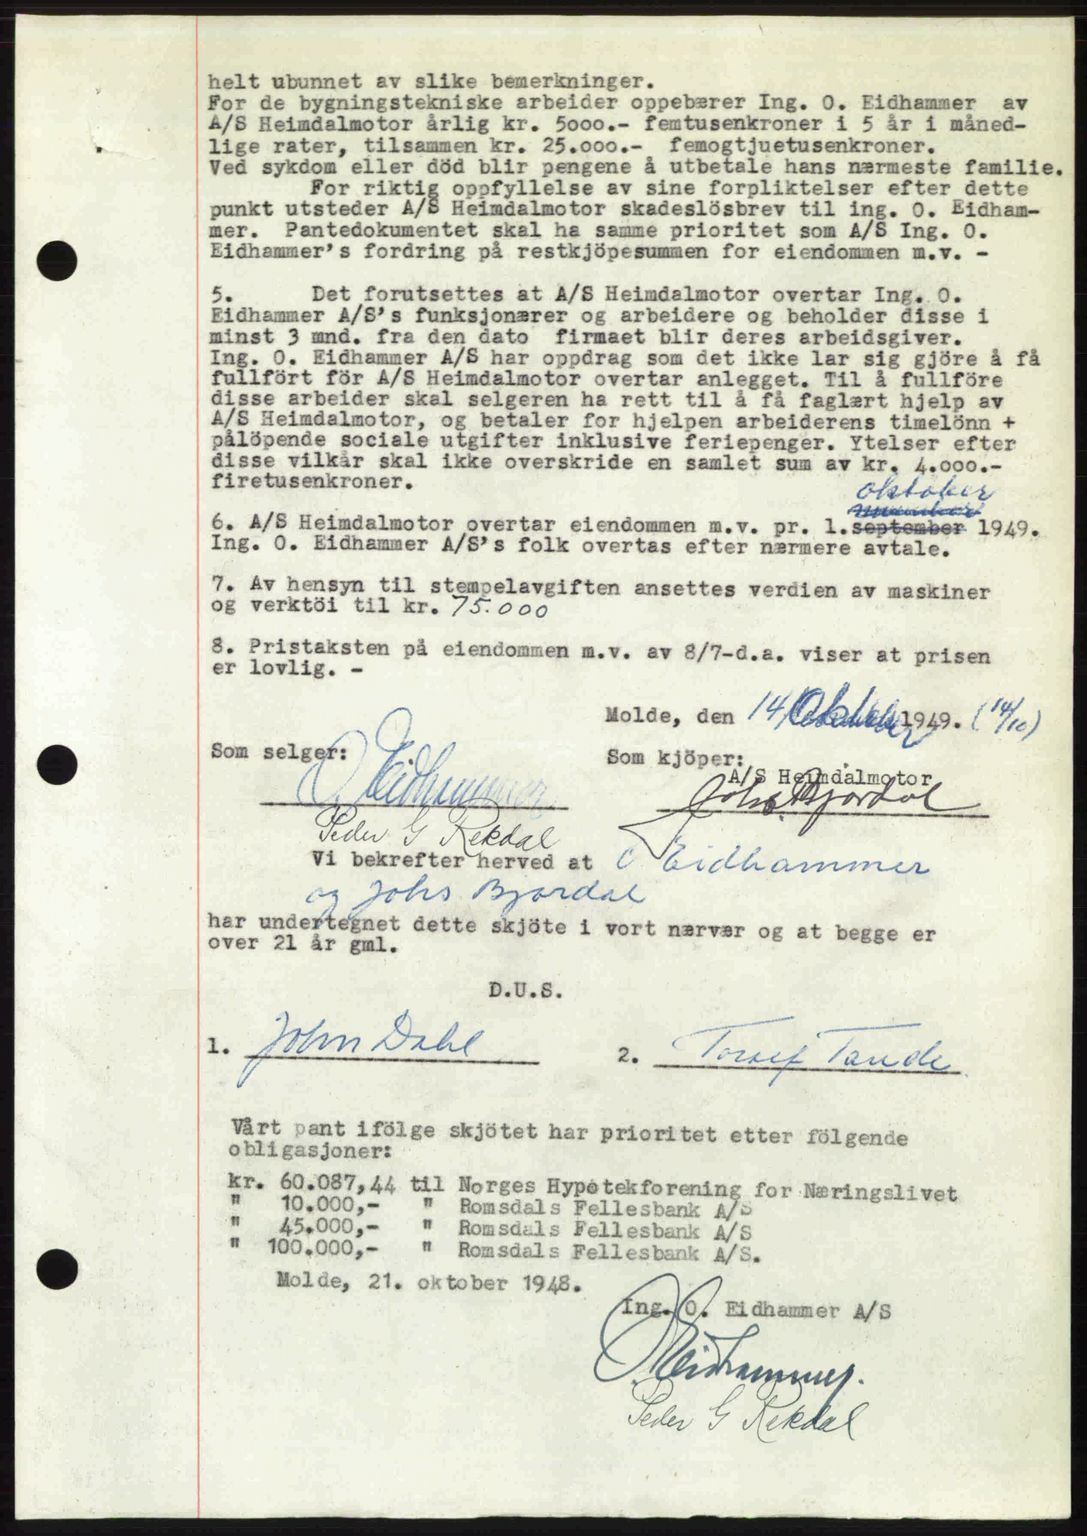 helt ubunnet av slike bemerkninger.
For de bygningstekniske arbeider oppebærer Ing. O. Eidhammer av
A/S Heimdalmotor årlig kr. 5000.- femtusenkroner i 5 år i måned-
lige rater, tilsammen kr. 25.000.- femogtjuetusenkroner.
Ved sykdom eller död blir pengene å utbetale hans nærmeste familie.
For riktig oppfyllelse av sine forpliktelser efter dette
punkt utsteder A/S Heimdalmotor skadeslösbrev til ing. O. Eidham-
mer. Pantedokumentet skal ha samme prioritet som A/S Ing. O.
Eidhammer's fordring på restkjöpesummen for eiendommen m.v. -
5. Det forutsettes at A/S Heimdalmotor overtar Ing. O.
Eidhammer A/S's funksjonærer og arbeidere og beholder disse i
minst 3 mnd. fra den dato firmaet blir deres arbeidsgiver.
Ing. O. Eidhammer A/S har oppdrag som det ikke lar sig gjöre å få
fullfört för A/S Heimdalmotor overtar anlegget. Til å fullföre
disse arbeider skal selgeren ha rett til å få faglært hjelp av
A/S Heimdalmotor, og betaler for hjelpen arbeiderens timelönn +
pålöpende sociale utgifter inklusive feriepenger. Ytelser efter
disse vilkår skal ikke overskride en samlet sum av kr. 4.000.-
firetusenkroner.
oktober
6. A/S Heimdalmotor overtar eiendommen m.v. pr. 1.september 1949.
Ing. O. Eidhammer A/S's folk overtas efter nærmere avtale.
7. Av hensyn til stempelavgiften ansettes verdien av maskiner
og verktöi til kr. 75.000
8. Pristaksten på eiendommen m.v. av 8/7-d.a. viser at prisen
er lovlig. -
Molde, den 14/ 1949. (14/10)
Som selger:
Som kjöper:
A/S Heimdalmotor
O Eidhammer
Johs. Bjørdal
Peder G Rekdal
Vi bekrefter herved at O Eidhammer
og Johs Bjørdal
har undertegnet dette skjöte i vort nærvær og at begge er
over 21 år gml.
D.U.S.
1. John Dahl
2. Toralf Tande
Vårt pant ifölge skjötet har prioritet etter fölgende
obligasjoner:
kr. 60.087,44 til Norges Hypotekforening for Næringslivet
" 10.000,- " Romsdals Fellesbank A/S
" 45.000,- " Romsdals Fellesbank A/S
" 100.000,- " Romsdals Fellesbank A/S.
Molde, 21. oktober 1948.
Ing. O. Eidhammer A/S
O Eidhammer.
Peder G Rekdal